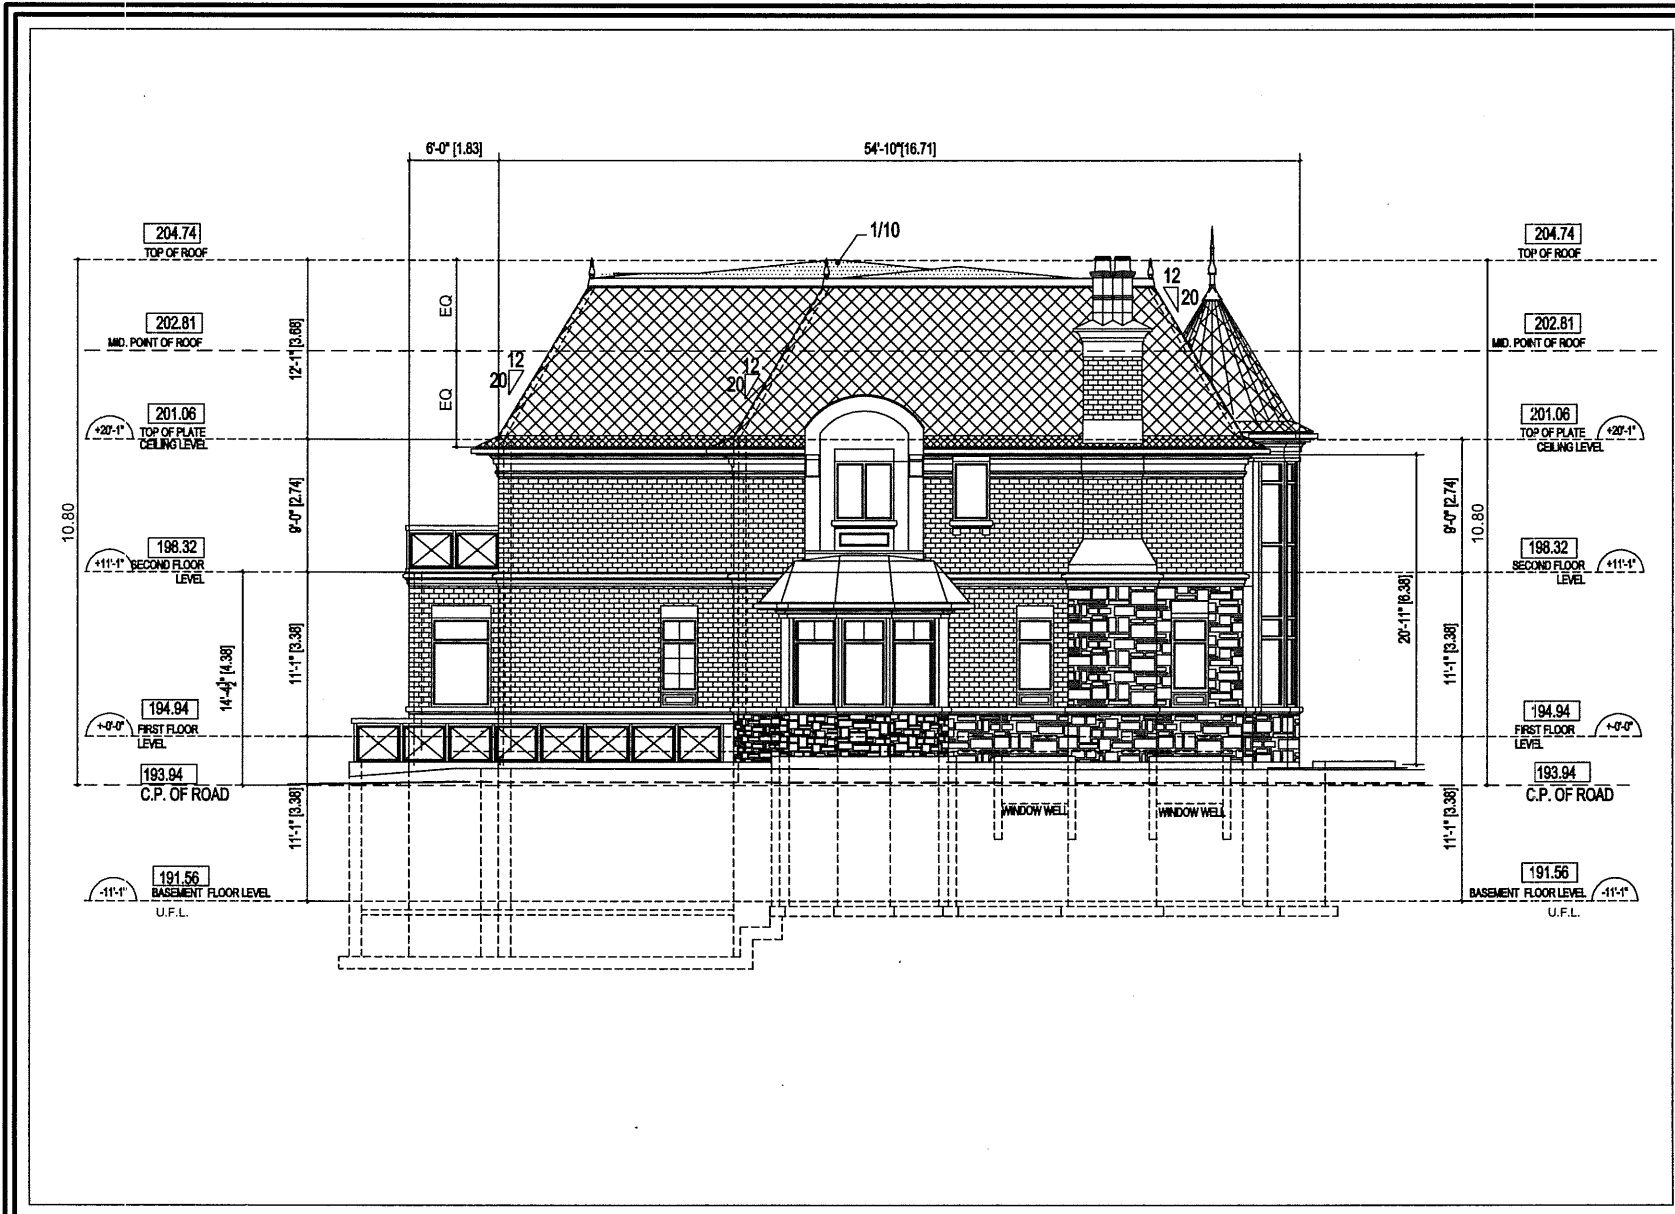 6'-0" [1.83]
54'-10"[16.71]
1/10
204.74
TOP OF ROOF
202.81
MID. POINT OF ROOF
201.06
+20'-1"
TOP OF PLATE
CEILING LEVEL
198.32
+11'-1"
SECOND FLOOR
LEVEL
194.94
+-0'-0"
FIRST FLOOR
LEVEL
193.94
C.P. OF ROAD
191.56
-11'-1"
BASEMENT FLOOR LEVEL
U.F.L.
10.80
14'-4½" [4.38]
12'-1" [3.68]
9'-0" [2.74]
11'-1" [3.38]
11'-1" [3.38]
EQ
EQ
12
20
12
20
12
20
WINDOW WELL
WINDOW WELL
20'-11" [6.38]
9'-0" [2.74]
11'-1" [3.38]
11'-1" [3.38]
10.80
204.74
TOP OF ROOF
202.81
MID. POINT OF ROOF
201.06
TOP OF PLATE
+20'-1"
CEILING LEVEL
198.32
SECOND FLOOR
+11'-1"
LEVEL
194.94
FIRST FLOOR
+-0'-0"
LEVEL
193.94
C.P. OF ROAD
191.56
BASEMENT FLOOR LEVEL
-11'-1"
U.F.L.